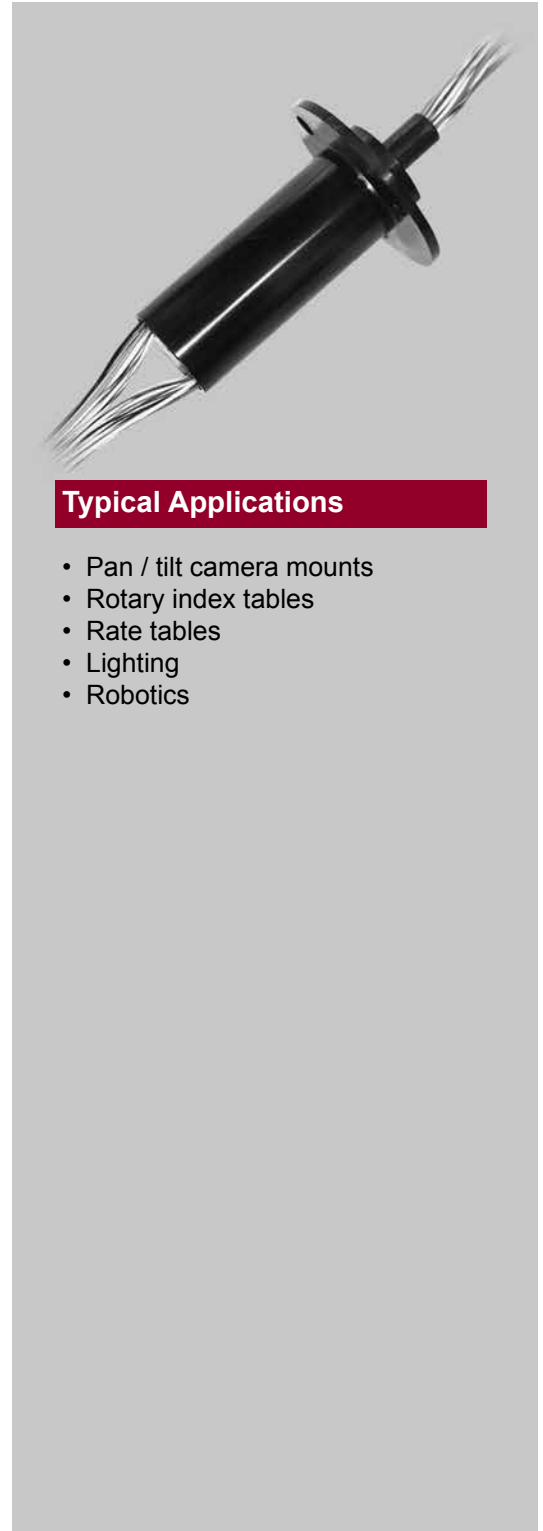 Typical Applications
• Pan / tilt camera mounts
• Rotary index tables
• Rate tables
• Lighting
• Robotics